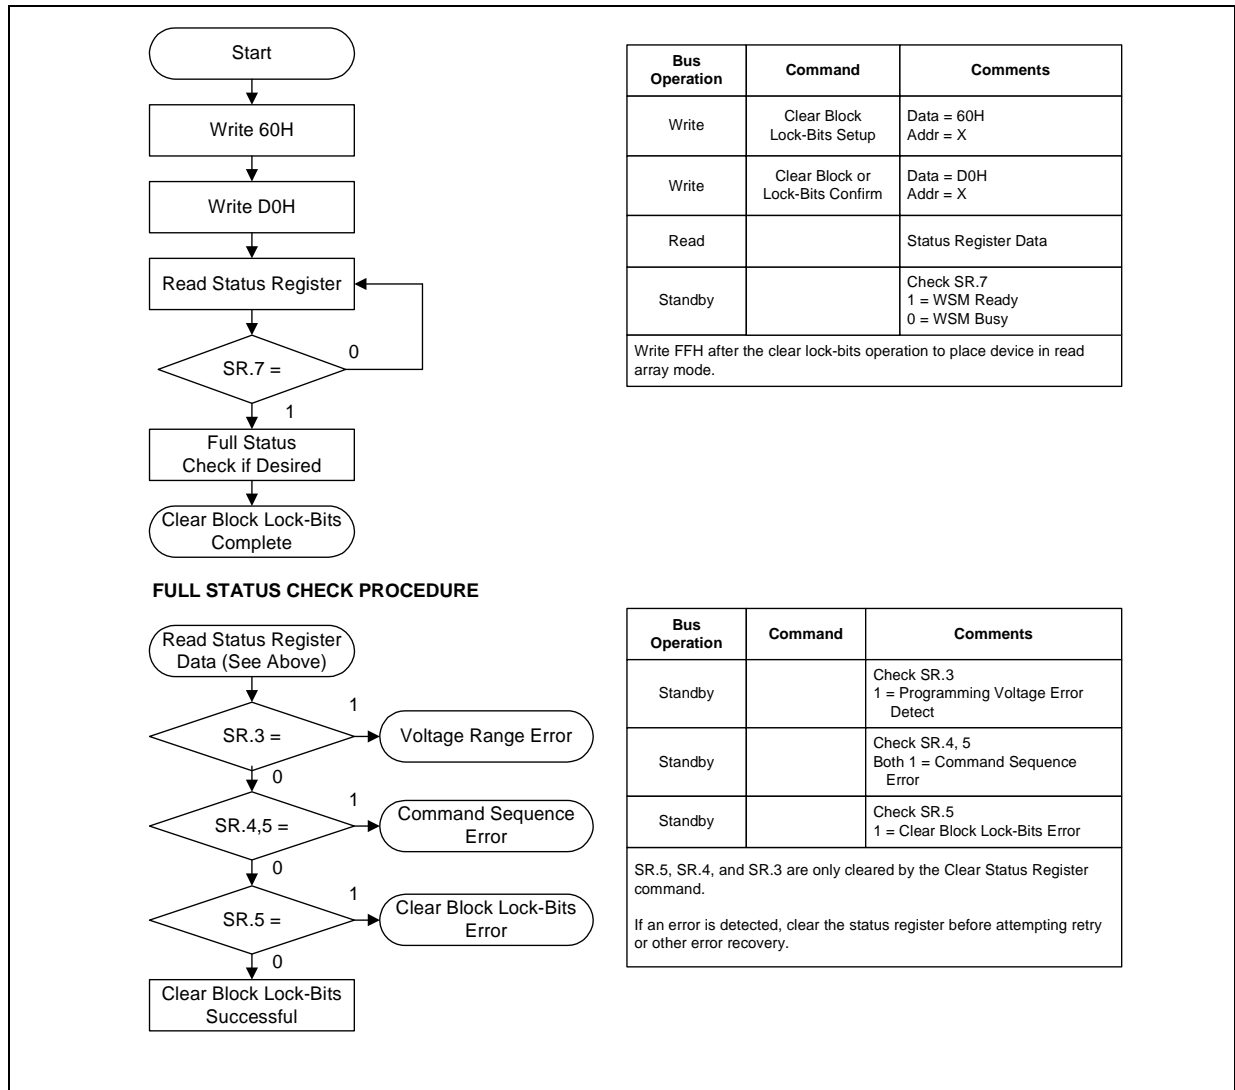 Start
Write 60H
Write D0H
Read Status Register
SR.7 =
0
1
Full Status
Check if Desired
Clear Block Lock-Bits
Complete
Bus
Operation
Command
Comments
Write
Clear Block
Lock-Bits Setup
Data = 60H
Addr = X
Write
Clear Block or
Lock-Bits Confirm
Data = D0H
Addr = X
Read
Status Register Data
Standby
Check SR.7
1 = WSM Ready
0 = WSM Busy
Write FFH after the clear lock-bits operation to place device in read
array mode.
FULL STATUS CHECK PROCEDURE
Read Status Register
Data (See Above)
SR.3 =
1
Voltage Range Error
0
SR.4,5 =
1
Command Sequence
Error
0
SR.5 =
1
Clear Block Lock-Bits
Error
0
Clear Block Lock-Bits
Successful
Bus
Operation
Command
Comments
Standby
Check SR.3
1 = Programming Voltage Error
Detect
Standby
Check SR.4, 5
Both 1 = Command Sequence
Error
Standby
Check SR.5
1 = Clear Block Lock-Bits Error
SR.5, SR.4, and SR.3 are only cleared by the Clear Status Register
command.
If an error is detected, clear the status register before attempting retry
or other error recovery.